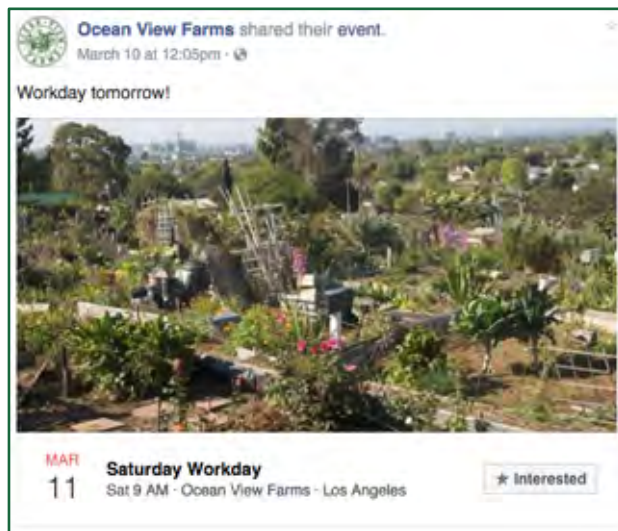 Ocean View Farms shared their event.
March 10 at 12:05pm ·
Workday tomorrow!
MAR
11
Saturday Workday
Sat 9 AM · Ocean View Farms · Los Angeles
★ Interested